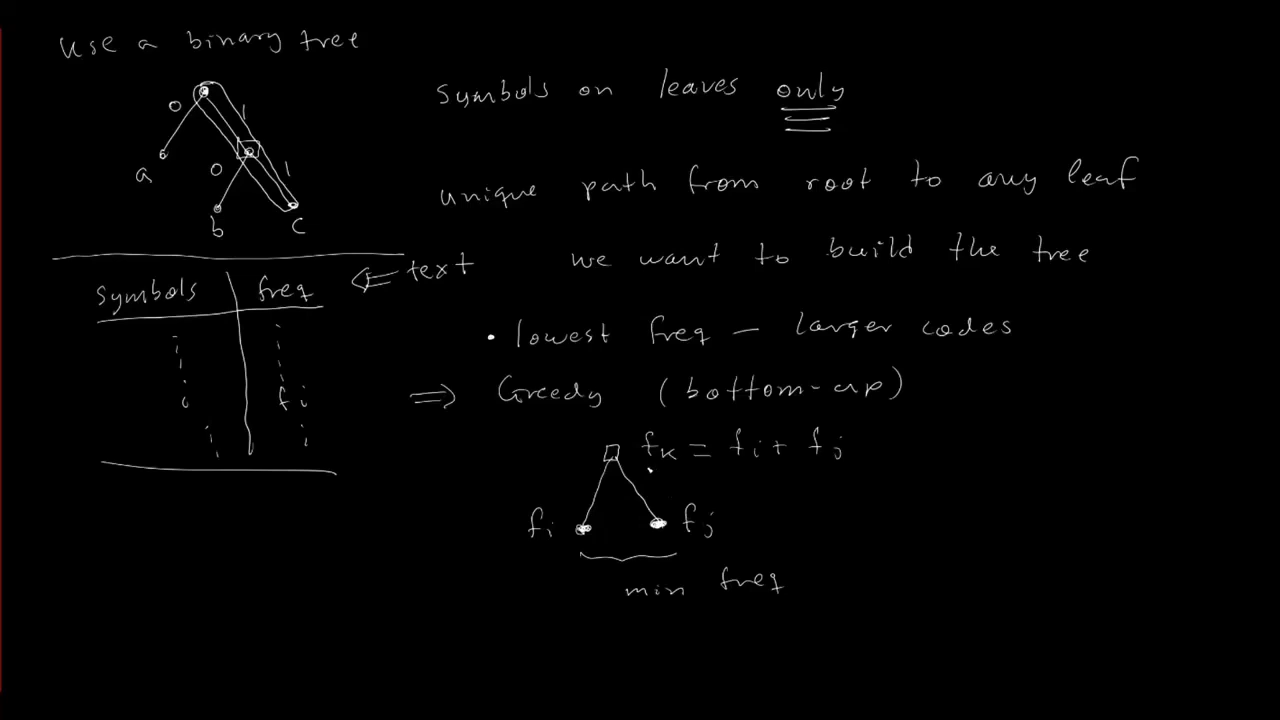 use a binary tree
symbols on leaves only
0 1
a 0 1
b c
unique path from root to any leaf
we want to build the tree
symbols freq ⇐ text
• lowest freq – larger codes
⇒ Greedy (bottom-up)
i fi
j
fk = fi + fj
fi fj
min freq